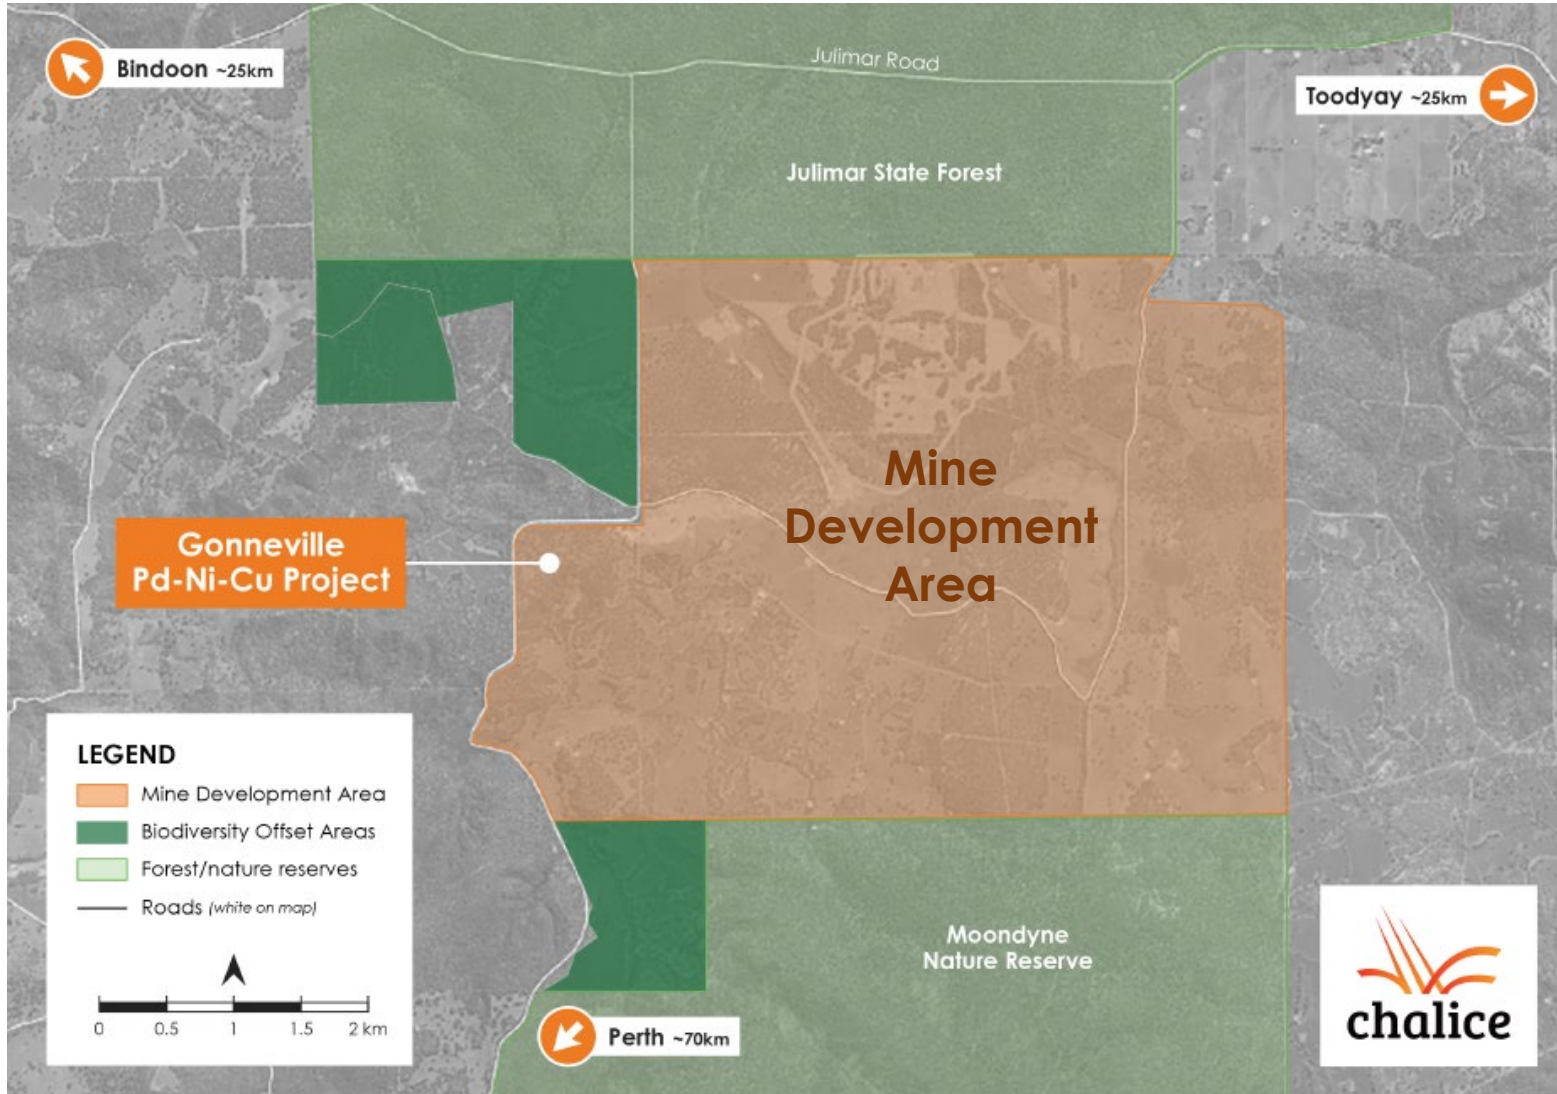 Julimar Road
Bindoon ~25km
Toodyay ~25km
Julimar State Forest
Mine
Development
Area
Gonneville
Pd-Ni-Cu Project
LEGEND
Mine Development Area
Biodiversity Offset Areas
Forest/nature reserves
Roads (white on map)
0 0.5 1 1.5 2 km
Moondyne
Nature Reserve
Perth ~70km
chalice